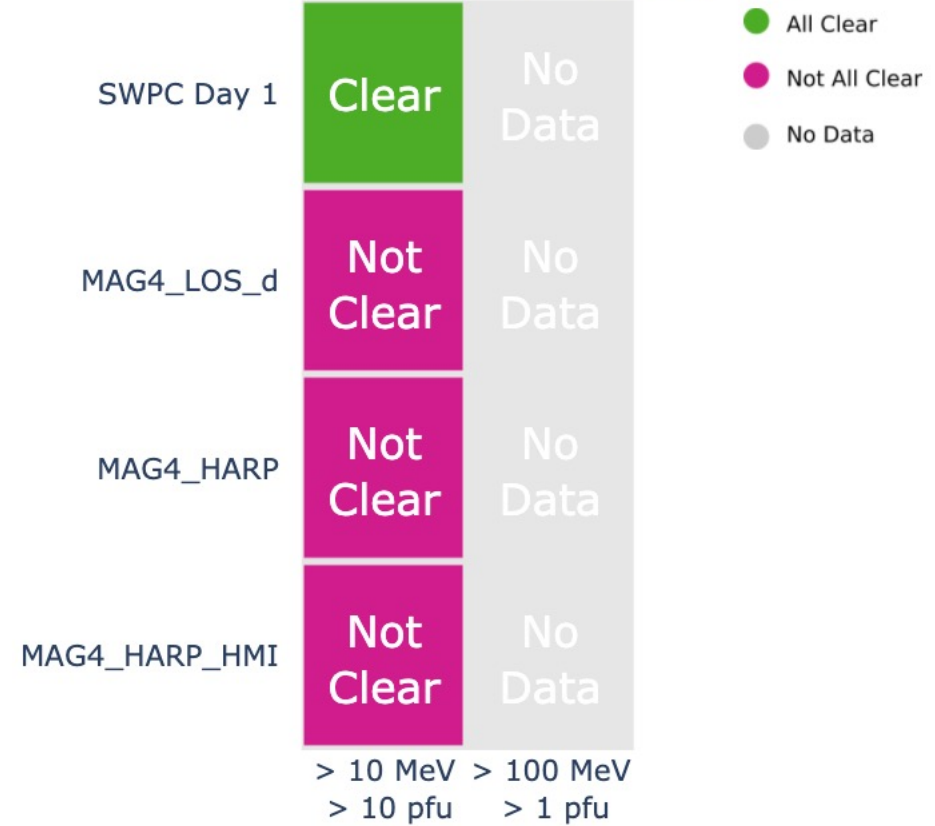 SWPC Day 1
Clear
No
Data
All Clear
Not All Clear
No Data
MAG4_LOS_d
Not
Clear
No
Data
MAG4_HARP
Not
Clear
No
Data
MAG4_HARP_HMI
Not
Clear
No
Data
> 10 MeV
> 10 pfu
> 100 MeV
> 1 pfu